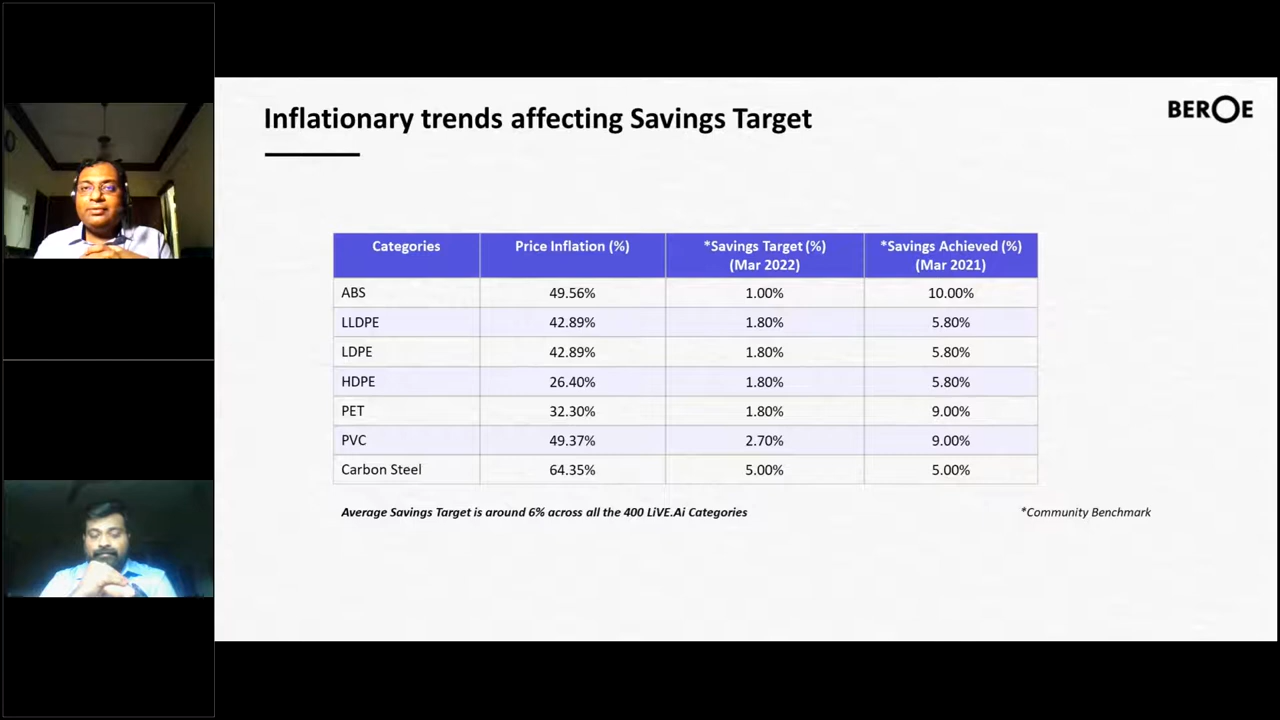 Inflationary trends affecting Savings Target
BEROE
Categories Price Inflation (%) *Savings Target (%) (Mar 2022) *Savings Achieved (%) (Mar 2021)
ABS 49.56% 1.00% 10.00%
LLDPE 42.89% 1.80% 5.80%
LDPE 42.89% 1.80% 5.80%
HDPE 26.40% 1.80% 5.80%
PET 32.30% 1.80% 9.00%
PVC 49.37% 2.70% 9.00%
Carbon Steel 64.35% 5.00% 5.00%
Average Savings Target is around 6% across all the 400 LiVE.Ai Categories
*Community Benchmark